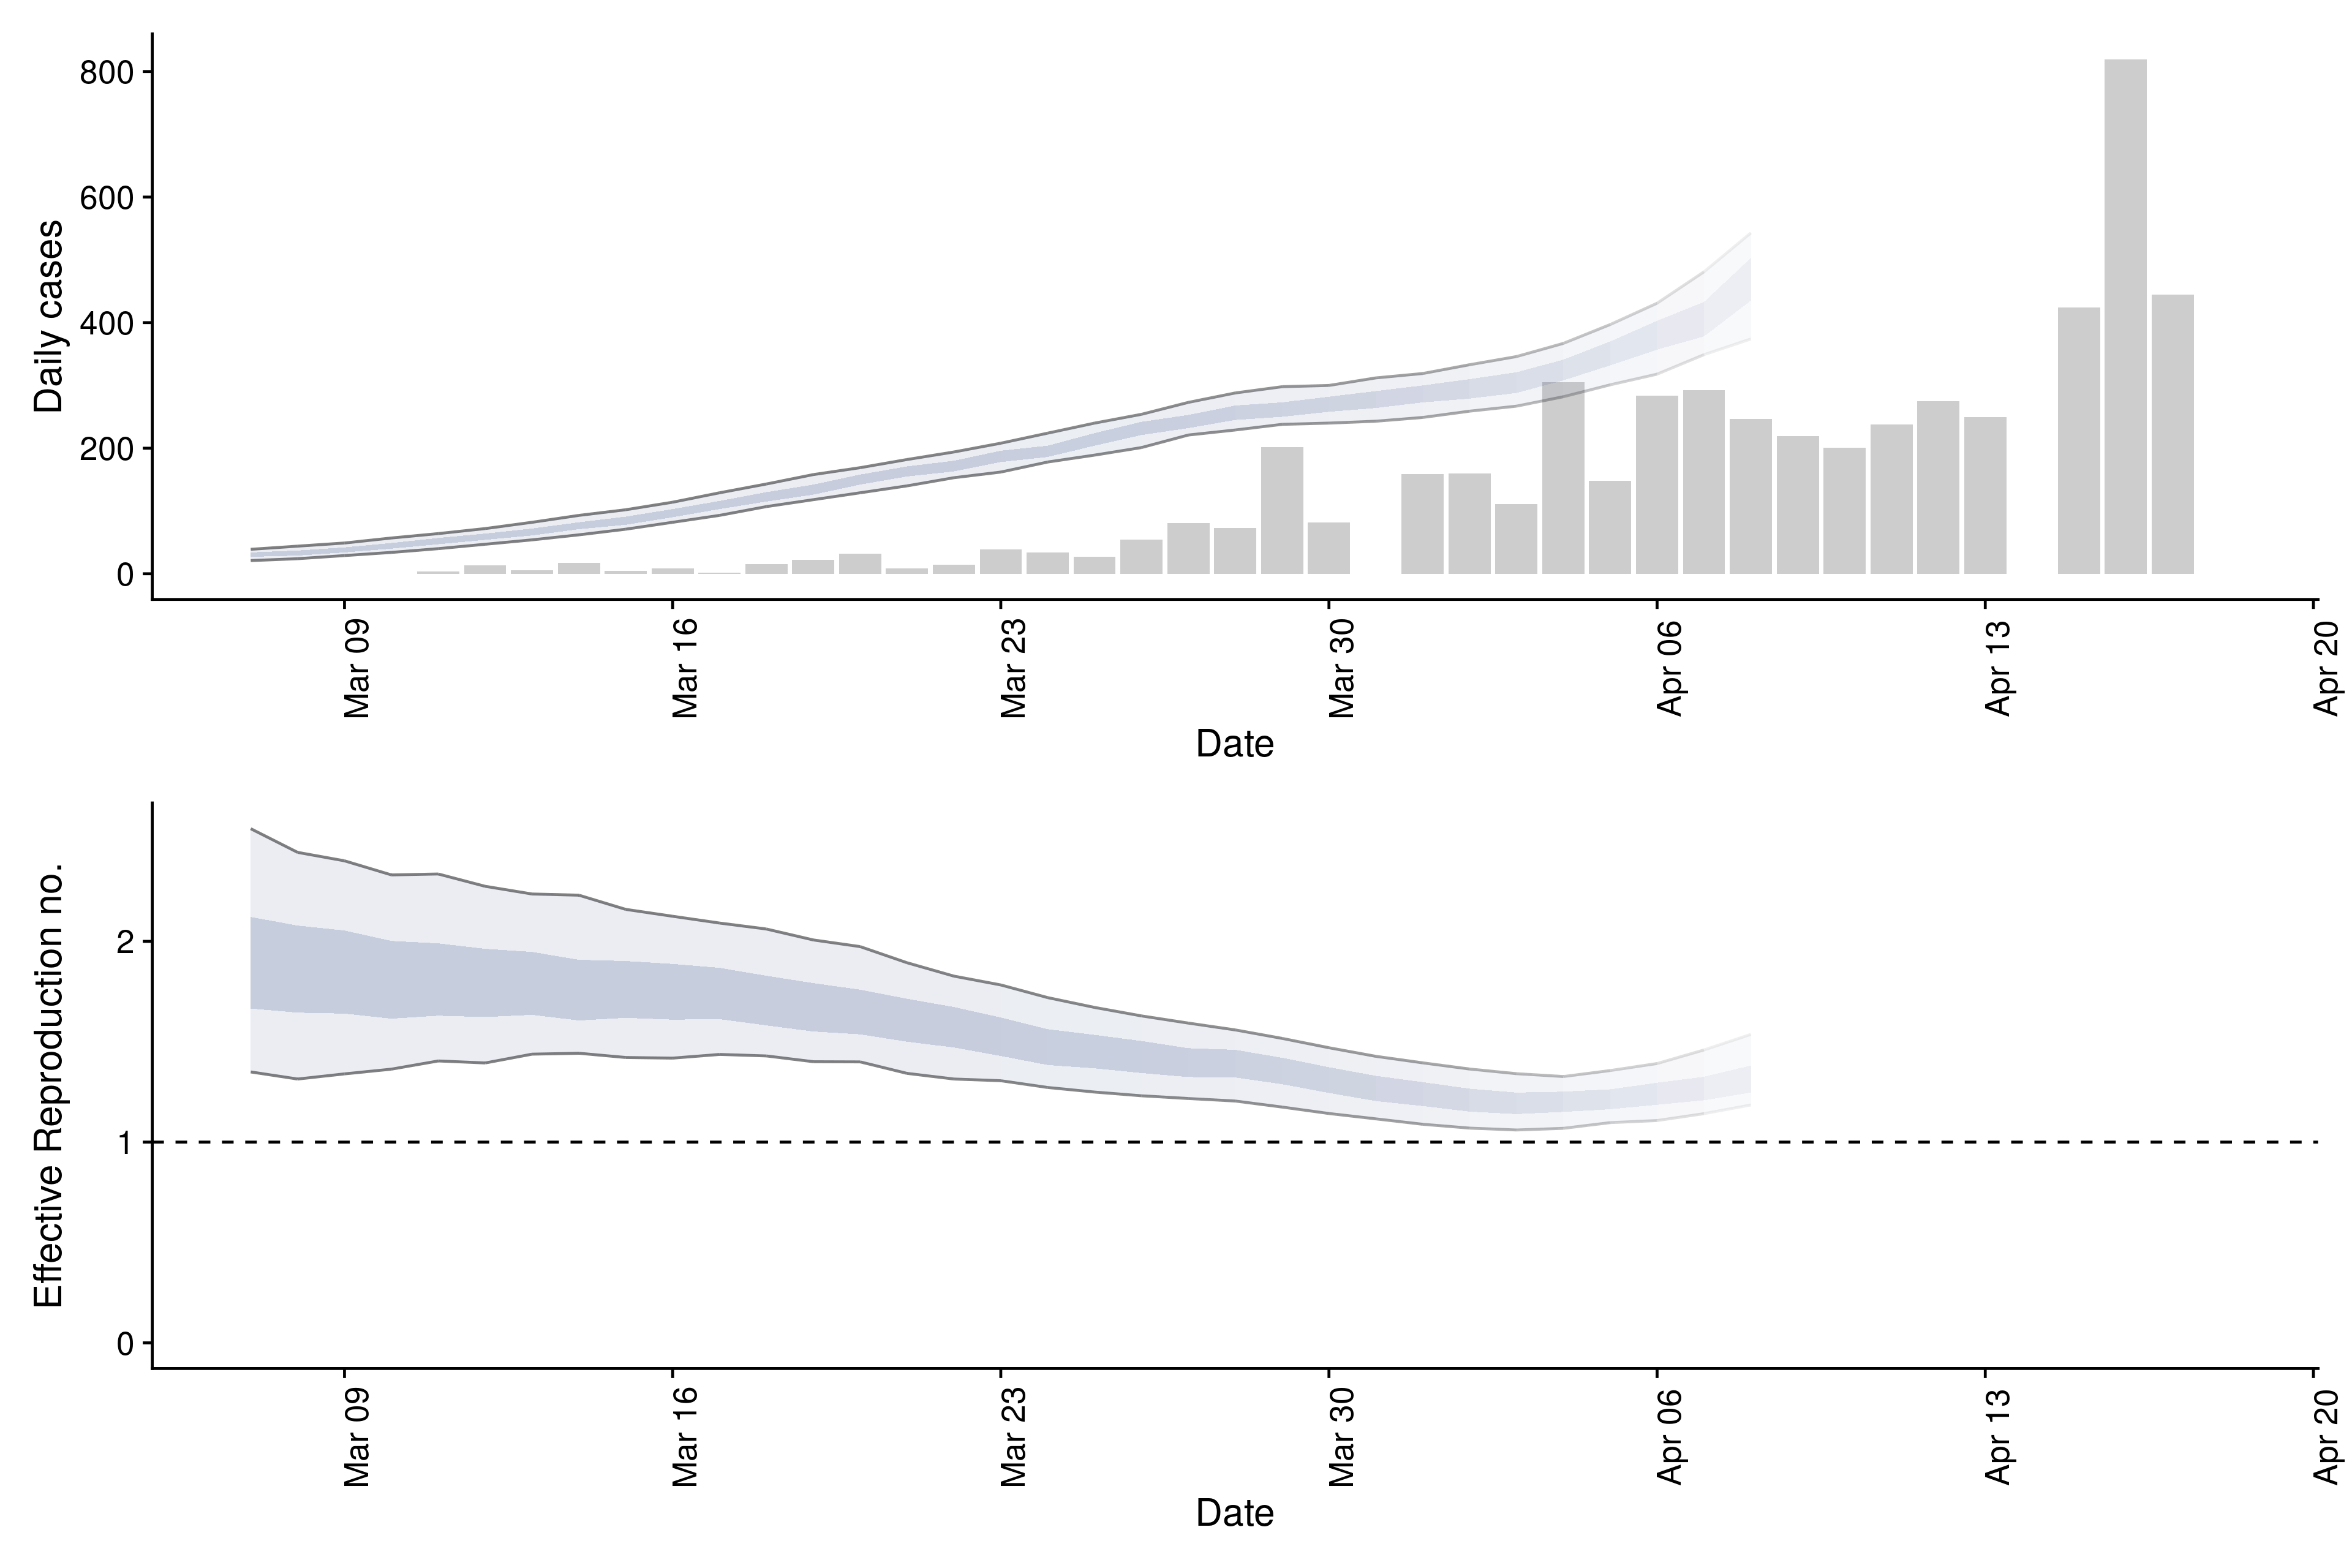 Daily cases
800
600
400
200
0
Mar 09
Mar 16
Mar 23
Mar 30
Apr 06
Apr 13
Apr 20
Date
Effective Reproduction no.
2
1
0
Mar 09
Mar 16
Mar 23
Mar 30
Apr 06
Apr 13
Apr 20
Date